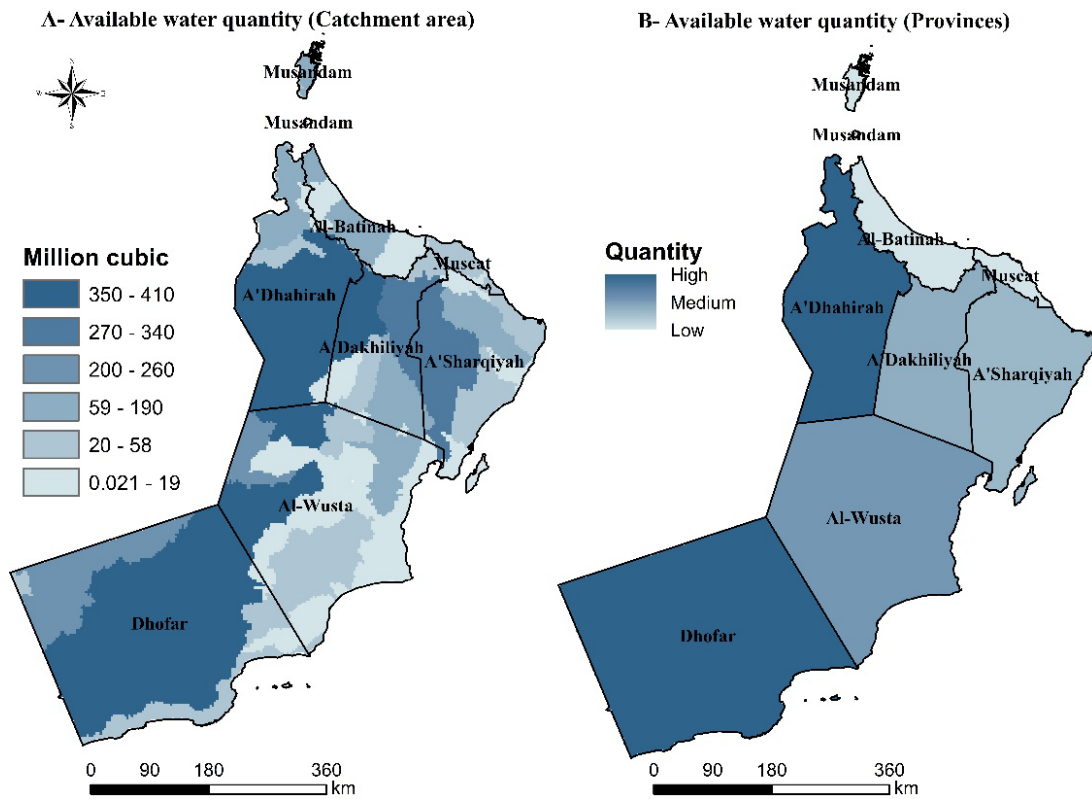 A- Available water quantity (Catchment area)
Musandam
Musandam
Al-Batinah
Muscat
A'Dhahirah
A'Dakhiliyah
A'Sharqiyah
Al-Wusta
Dhofar
Million cubic
350 - 410
270 - 340
200 - 260
59 - 190
20 - 58
0.021 - 19
0 90 180 360
km
B- Available water quantity (Provinces)
Musandam
Musandam
Al-Batinah
Muscat
A'Dhahirah
A'Dakhiliyah
A'Sharqiyah
Al-Wusta
Dhofar
Quantity
High
Medium
Low
0 90 180 360
km